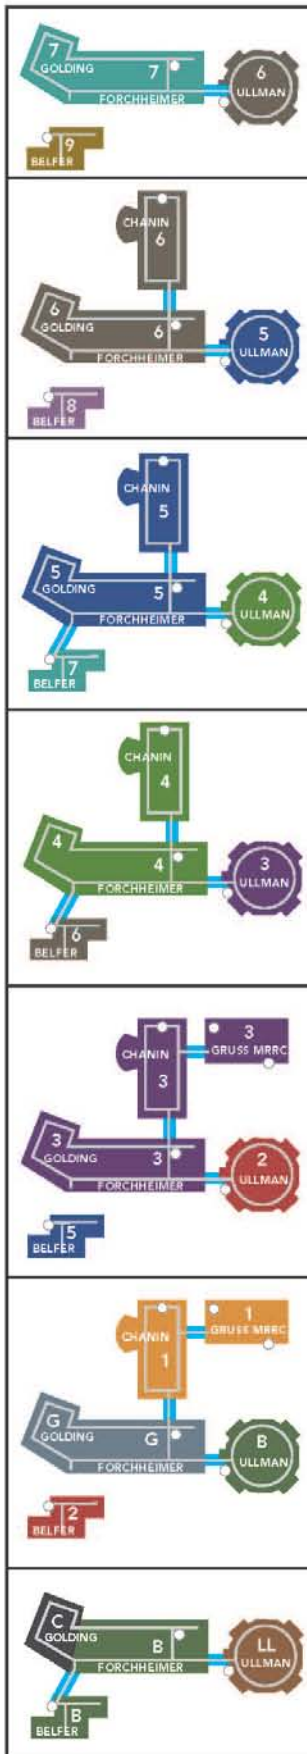 7
GOLDING
7
FORCHHEIMER
6
ULLMAN
9
BELFER
CHANIN
6
6
GOLDING
6
FORCHHEIMER
5
ULLMAN
8
BELFER
CHANIN
5
5
GOLDING
5
FORCHHEIMER
4
ULLMAN
BELFER
7
CHANIN
4
4
4
FORCHHEIMER
3
ULLMAN
BELFER
6
CHANIN
3
3
GRUSS MRRC
3
GOLDING
3
FORCHHEIMER
2
ULLMAN
5
BELFER
CHANIN
1
1
GRUSS MRRC
G
GOLDING
G
FORCHHEIMER
B
ULLMAN
2
BELFER
C
GOLDING
B
FORCHHEIMER
LL
ULLMAN
B
BELFER